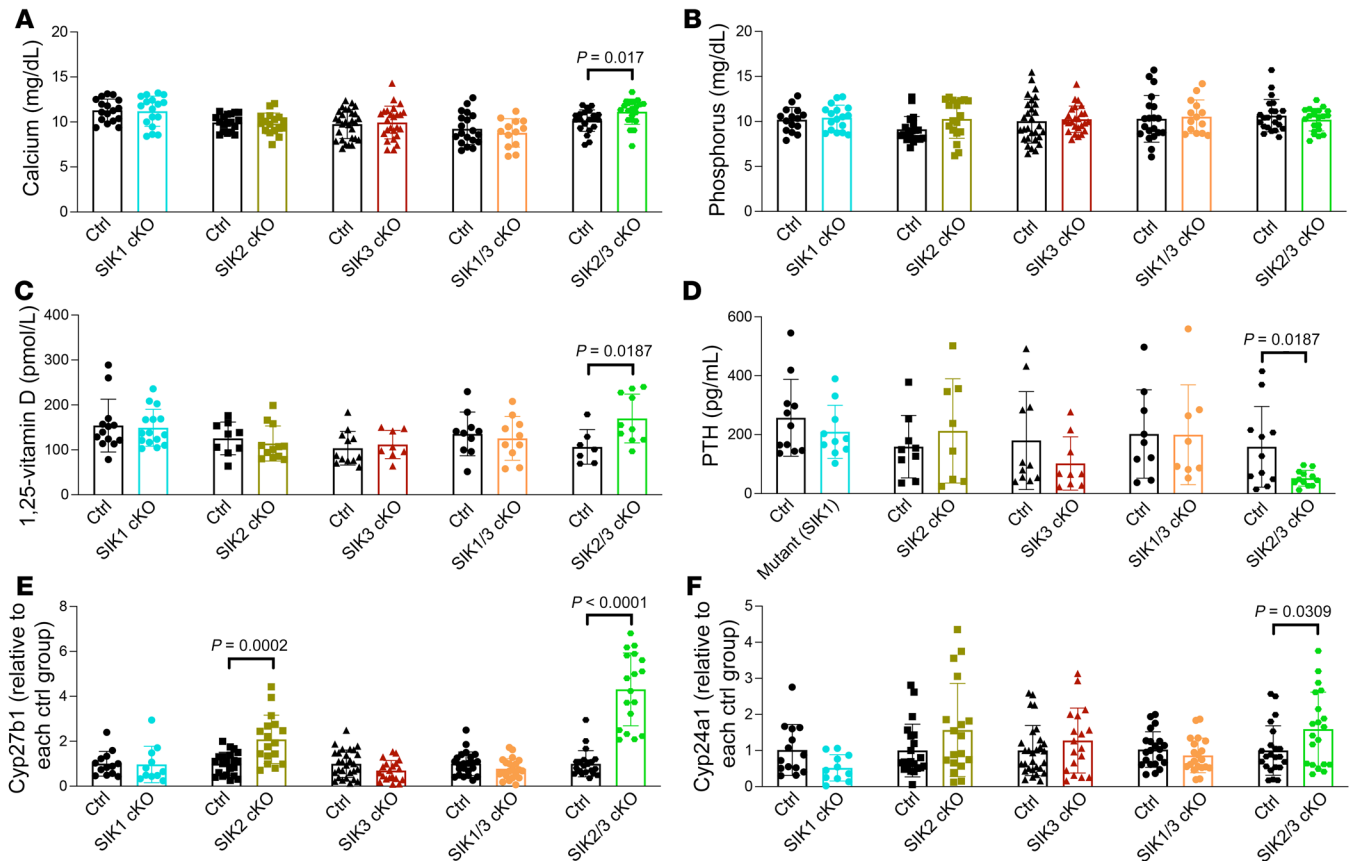 A
Calcium (mg/dL)
20
15
10
5
0
P = 0.017
Ctrl
SIK1 cKO
Ctrl
SIK2 cKO
Ctrl
SIK3 cKO
Ctrl
SIK1/3 cKO
Ctrl
SIK2/3 cKO
B
Phosphorus (mg/dL)
20
15
10
5
0
Ctrl
SIK1 cKO
Ctrl
SIK2 cKO
Ctrl
SIK3 cKO
Ctrl
SIK1/3 cKO
Ctrl
SIK2/3 cKO
C
1,25-vitamin D (pmol/L)
400
300
200
100
0
P = 0.0187
Ctrl
SIK1 cKO
Ctrl
SIK2 cKO
Ctrl
SIK3 cKO
Ctrl
SIK1/3 cKO
Ctrl
SIK2/3 cKO
D
PTH (pg/mL)
600
400
200
0
P = 0.0187
Ctrl
Mutant (SIK1)
Ctrl
SIK2 cKO
Ctrl
SIK3 cKO
Ctrl
SIK1/3 cKO
Ctrl
SIK2/3 cKO
E
Cyp27b1 (relative to
each ctrl group)
8
6
4
2
0
P = 0.0002
P < 0.0001
Ctrl
SIK1 cKO
Ctrl
SIK2 cKO
Ctrl
SIK3 cKO
Ctrl
SIK1/3 cKO
Ctrl
SIK2/3 cKO
F
Cyp24a1 (relative to
each ctrl group)
5
4
3
2
1
0
P = 0.0309
Ctrl
SIK1 cKO
Ctrl
SIK2 cKO
Ctrl
SIK3 cKO
Ctrl
SIK1/3 cKO
Ctrl
SIK2/3 cKO